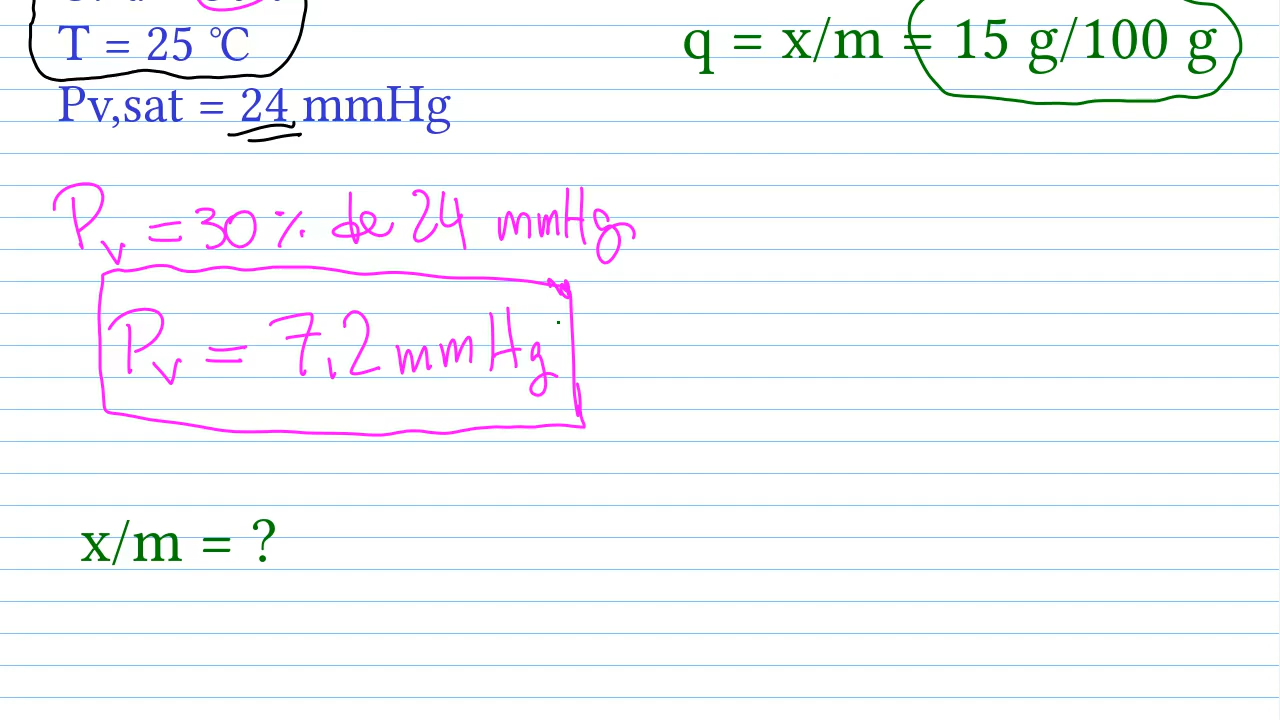 T = 25 °C
q = x/m = 15 g/100 g
Pv,sat = 24 mmHg
Pv = 30% de 24 mmHg
Pv = 7,2 mmHg
x/m = ?